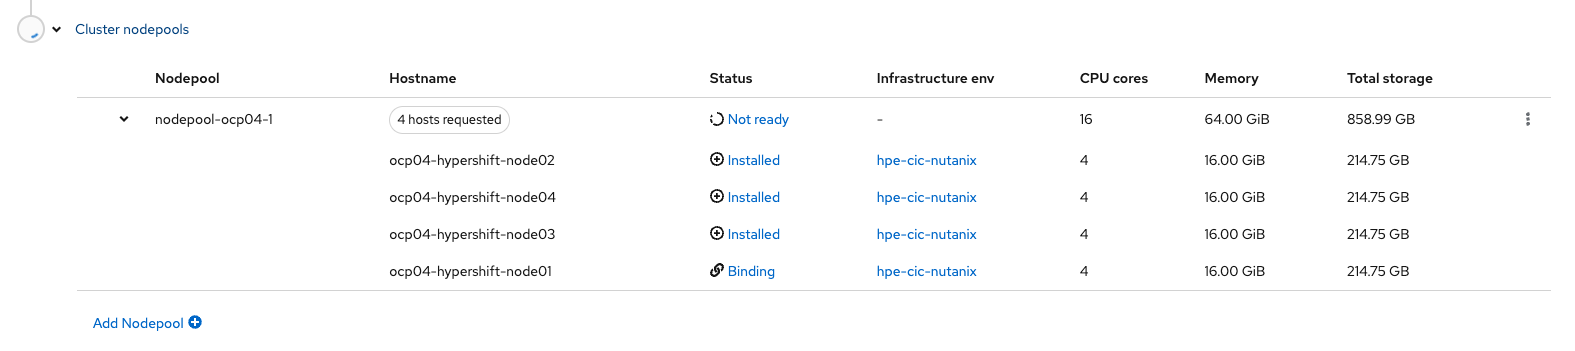 Cluster nodepools
Nodepool Hostname Status Infrastructure env CPU cores Memory Total storage
nodepool-ocp04-1 4 hosts requested Not ready - 16 64.00 GiB 858.99 GB
ocp04-hypershift-node02 Installed hpe-cic-nutanix 4 16.00 GiB 214.75 GB
ocp04-hypershift-node04 Installed hpe-cic-nutanix 4 16.00 GiB 214.75 GB
ocp04-hypershift-node03 Installed hpe-cic-nutanix 4 16.00 GiB 214.75 GB
ocp04-hypershift-node01 Binding hpe-cic-nutanix 4 16.00 GiB 214.75 GB
Add Nodepool